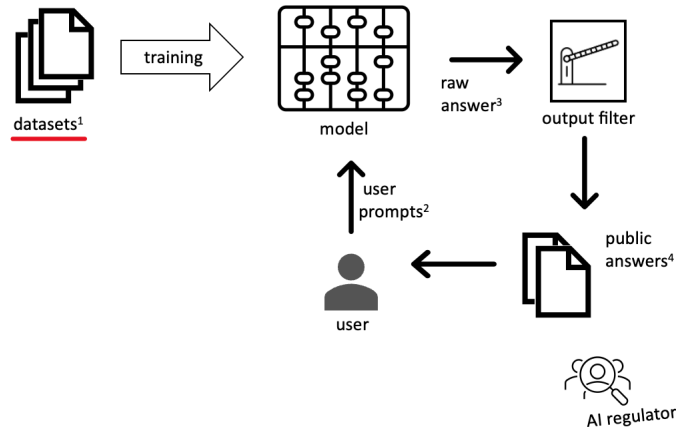 datasets¹
training
model
raw
answer³
output filter
user
prompts²
public
answers⁴
user
AI regulator